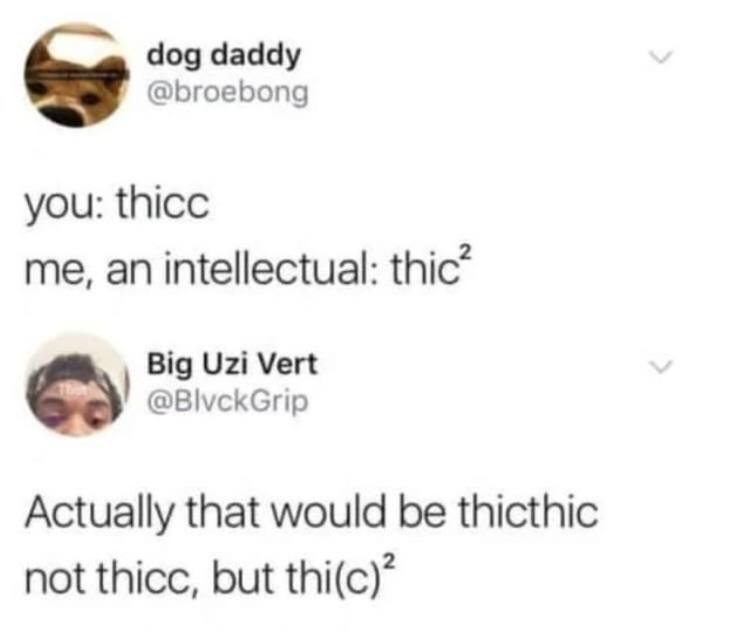 dog daddy
@broebong
you: thicc
me, an intellectual: thic²
Big Uzi Vert
@BlvckGrip
Actually that would be thicthic
not thicc, but thi(c)²